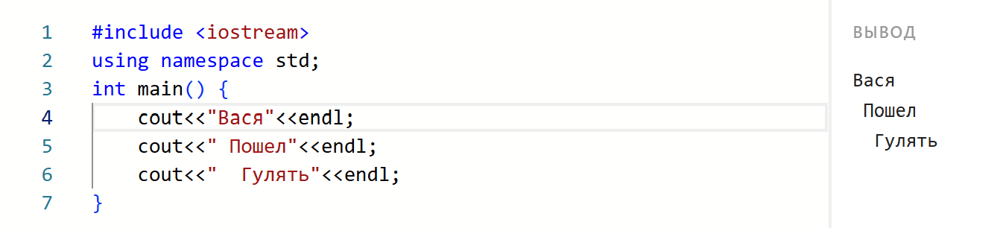 1 #include <iostream>
2 using namespace std;
3 int main() {
4     cout<<"Вася"<<endl;
5     cout<<" Пошел"<<endl;
6     cout<<"  Гулять"<<endl;
7 }
ВЫВОД
Вася
 Пошел
  Гулять